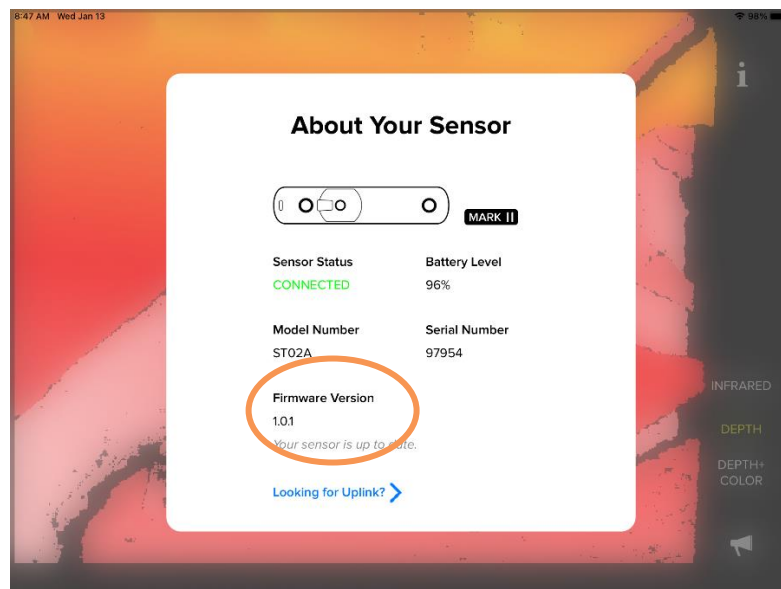 8:47 AM Wed Jan 13
98%
About Your Sensor
MARK II
Sensor Status
Battery Level
CONNECTED
96%
Model Number
Serial Number
ST02A
97954
Firmware Version
1.0.1
Your sensor is up to date.
Looking for Uplink?
INFRARED
DEPTH
DEPTH+
COLOR